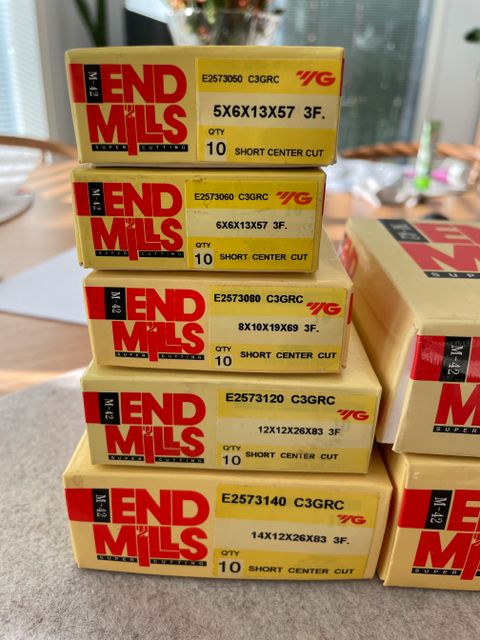 M-42
END
MILLS
SUPER CUTTING
E2573050 C3GRC
YG
5X6X13X57 3F.
Q'TY
10 SHORT CENTER CUT
M-42
END
MILLS
SUPER CUTTING
E2573060 C3GRC
YG
6X6X13X57 3F.
Q'TY
10 SHORT CENTER CUT
M-42
END
MILLS
SUPER CUTTING
E2573080 C3GRC
YG
8X10X19X69 3F.
Q'TY
10 SHORT CENTER CUT
M-42
END
MILLS
SUPER CUTTING
E2573120 C3GRC
YG
12X12X26X83 3F.
Q'TY
10 SHORT CENTER CUT
M-42
END
MILLS
SUPER CUTTING
E2573140 C3GRC
YG
14X12X26X83 3F.
Q'TY
10 SHORT CENTER CUT
M-42
SUPER
M-42
SUPER